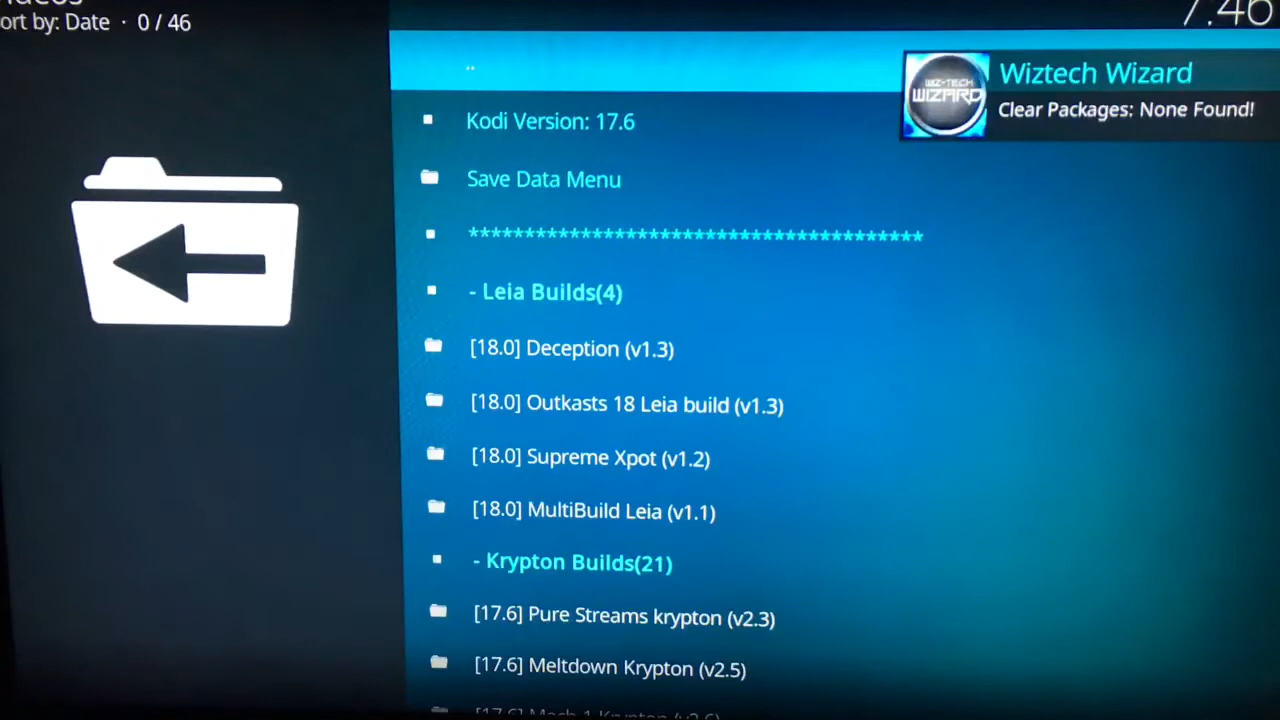 ort by: Date · 0 / 46
7:46
..
WIZ-TECH
WIZARD
Wiztech Wizard
Clear Packages: None Found!
Kodi Version: 17.6
Save Data Menu
****************************************
- Leia Builds(4)
[18.0] Deception (v1.3)
[18.0] Outkasts 18 Leia build (v1.3)
[18.0] Supreme Xpot (v1.2)
[18.0] MultiBuild Leia (v1.1)
- Krypton Builds(21)
[17.6] Pure Streams krypton (v2.3)
[17.6] Meltdown Krypton (v2.5)